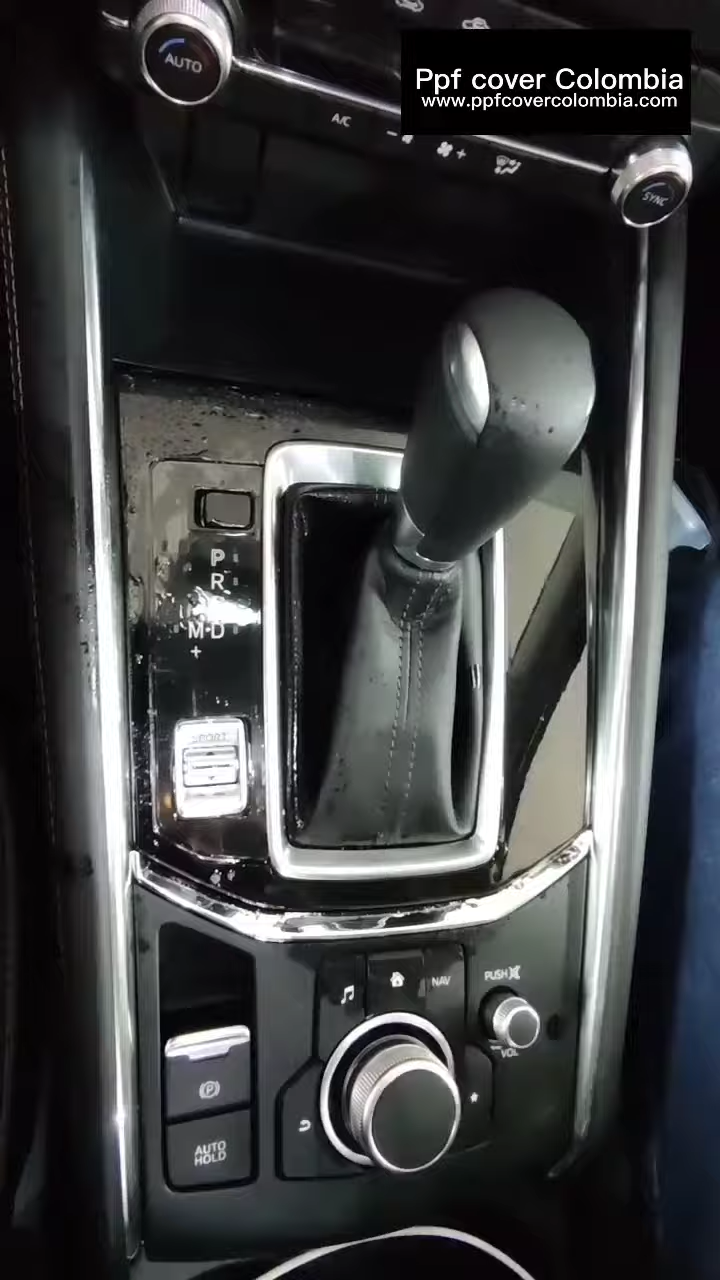 Ppf cover Colombia
www.ppfcovercolombia.com
AUTO
A/C
SYNC
P
R
M-D
+
SPORT
NAV
PUSH
VOL
AUTO
HOLD